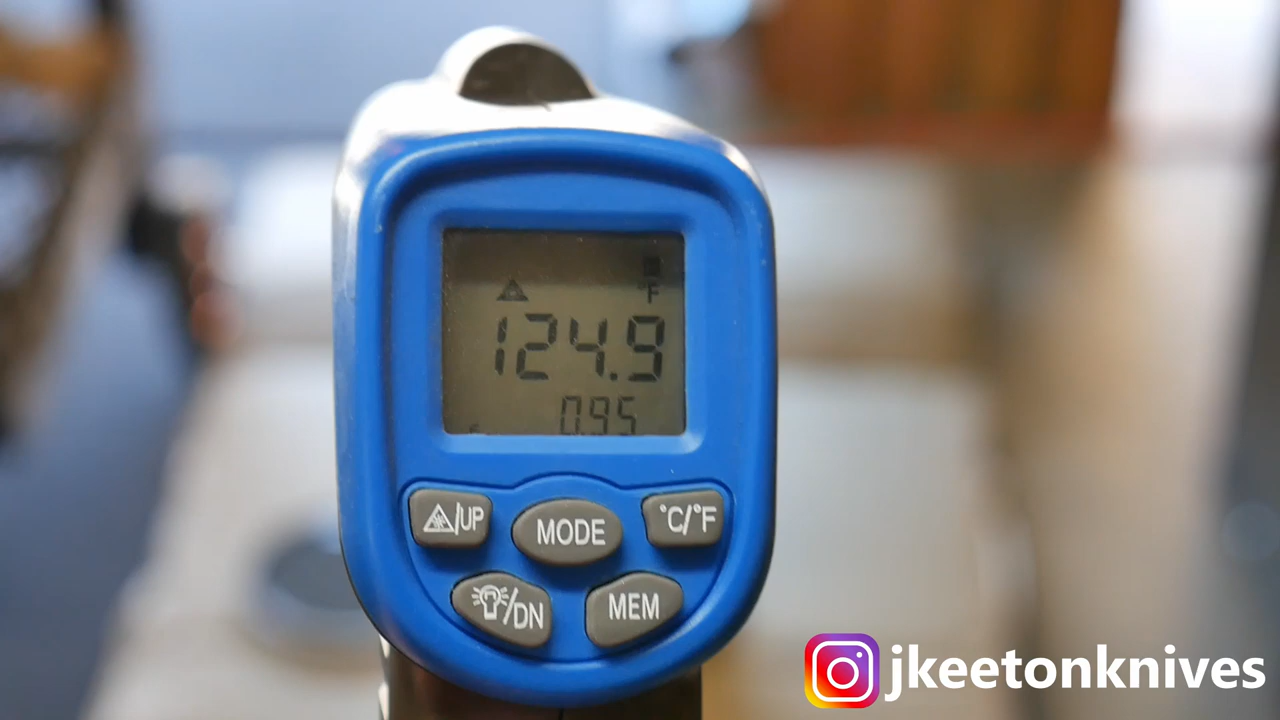 °F
124.9
0.95
/UP
MODE
°C/°F
/DN
MEM
jkeetonknives